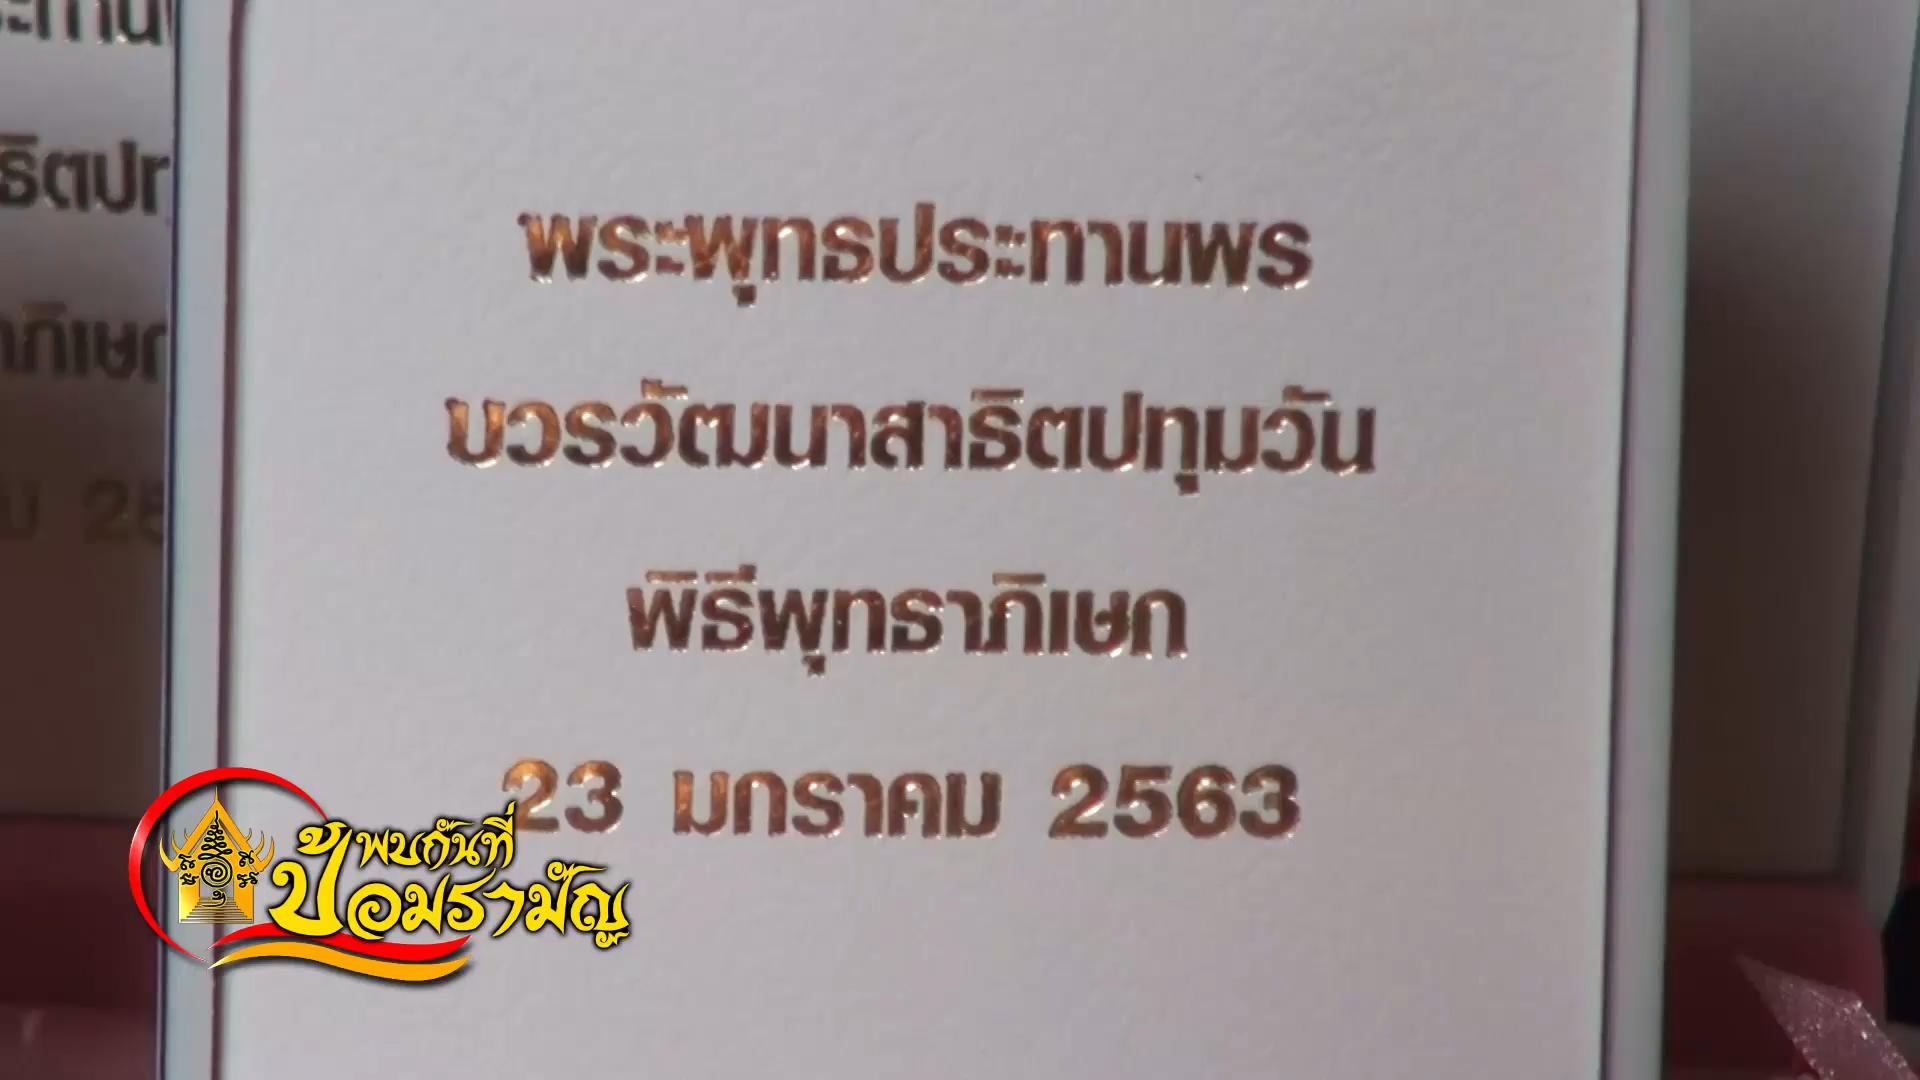 พระพุทธประทานพร
บวรวัฒนาสาธิตปทุมวัน
พิธีพุทธาภิเษก
23 มกราคม 2563
พบกันที่
ป้อมรามัญ